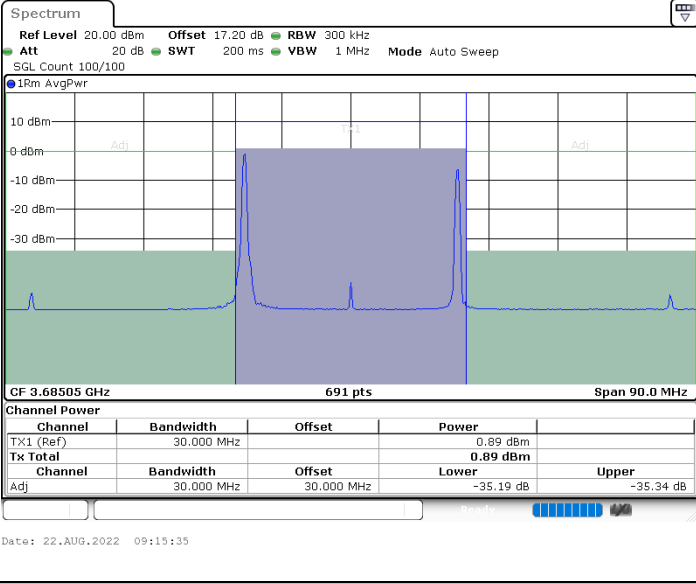 Spectrum
Ref Level 20.00 dBm Offset 17.20 dB RBW 300 kHz
Att 20 dB SWT 200 ms VBW 1 MHz Mode Auto Sweep
SGL Count 100/100
1Rm AvgPwr
10 dBm
TX1
Adj Adj
0 dBm
-10 dBm
-20 dBm
-30 dBm
CF 3.68505 GHz 691 pts Span 90.0 MHz
Channel Power
Channel Bandwidth Offset Power
TX1 (Ref) 30.000 MHz 0.89 dBm
Tx Total 0.89 dBm
Channel Bandwidth Offset Lower Upper
Adj 30.000 MHz 30.000 MHz -35.19 dB -35.34 dB
Ready
Date: 22.AUG.2022 09:15:35